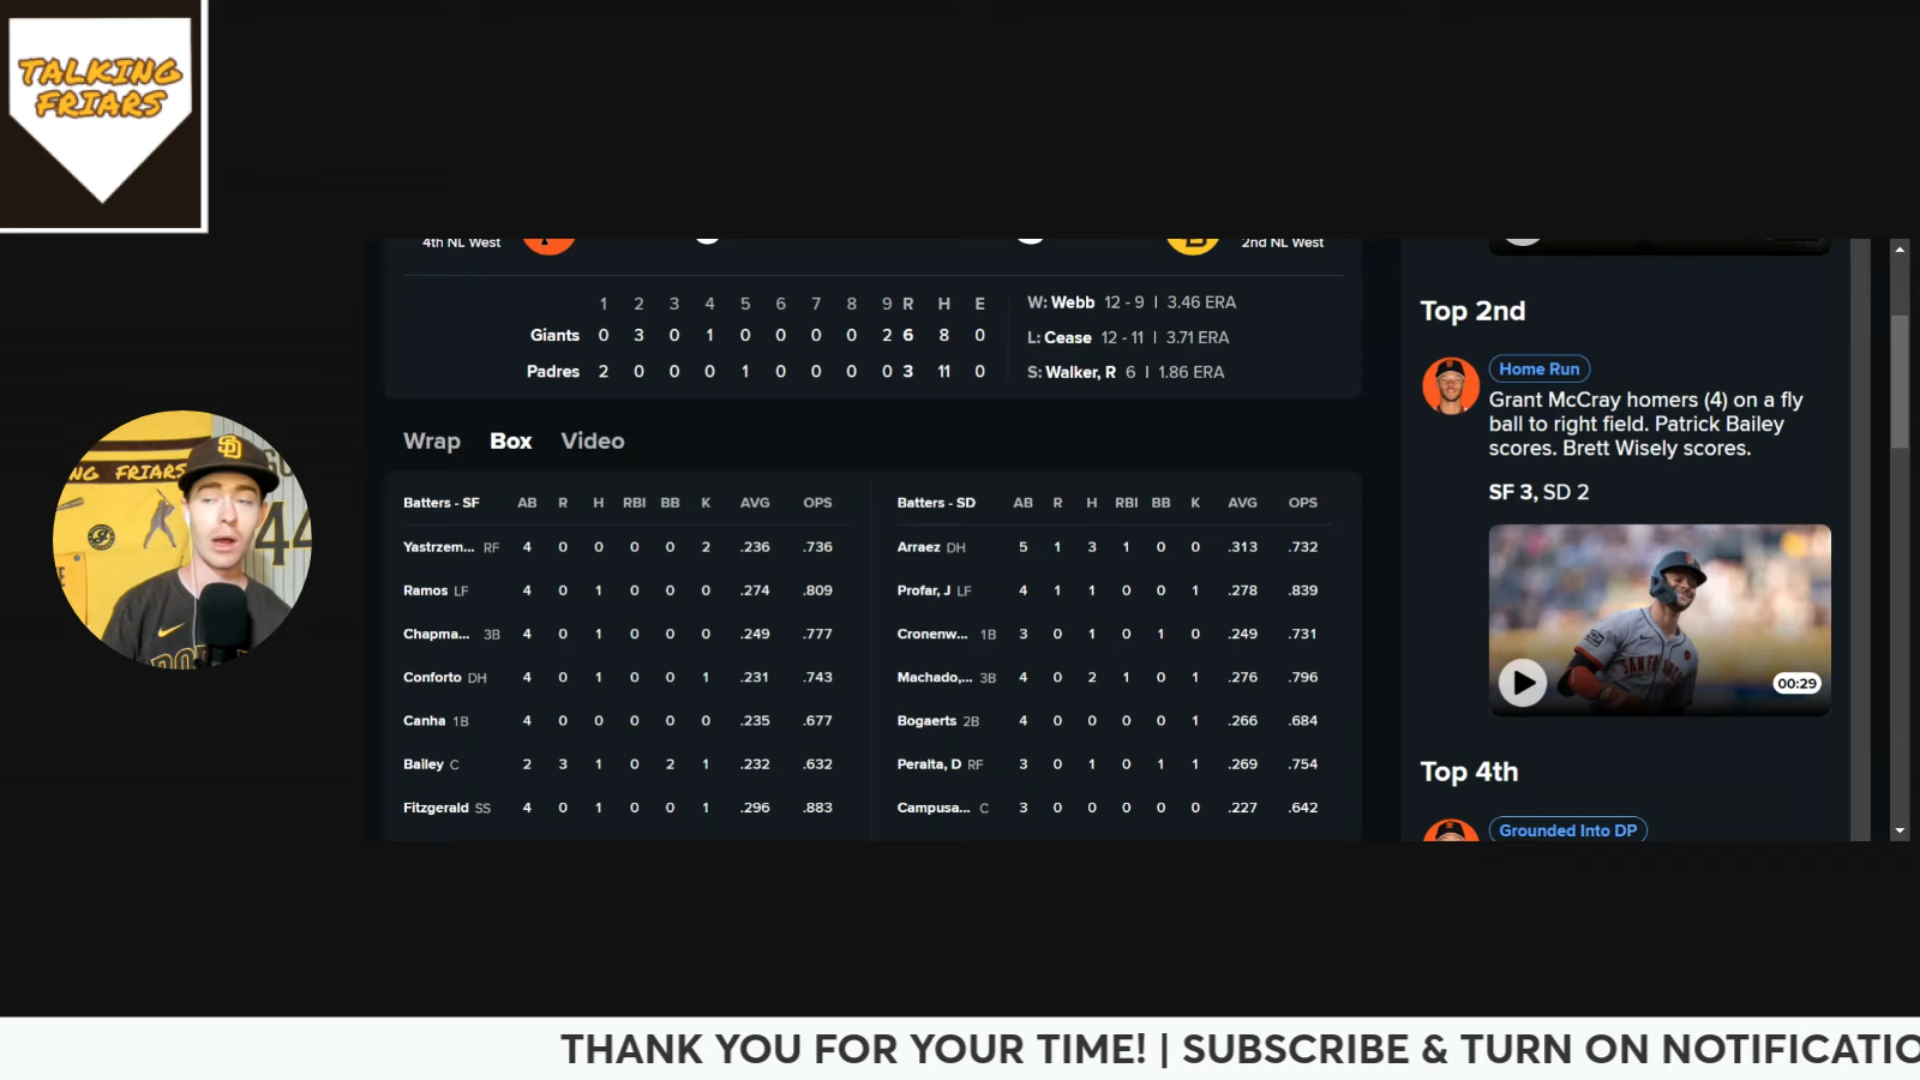 TALKING
FRIARS
4th NL West
2nd NL West
1 2 3 4 5 6 7 8 9 R H E
Giants 0 3 0 1 0 0 0 0 2 6 8 0
Padres 2 0 0 0 1 0 0 0 0 3 11 0
W: Webb 12 - 9 | 3.46 ERA
L: Cease 12 - 11 | 3.71 ERA
S: Walker, R 6 | 1.86 ERA
Wrap Box Video
Batters - SF AB R H RBI BB K AVG OPS
Yastrzem... RF 4 0 0 0 0 2 .236 .736
Ramos LF 4 0 1 0 0 0 .274 .809
Chapma... 3B 4 0 1 0 0 0 .249 .777
Conforto DH 4 0 1 0 0 1 .231 .743
Canha 1B 4 0 0 0 0 0 .235 .677
Bailey C 2 3 1 0 2 1 .232 .632
Fitzgerald SS 4 0 1 0 0 1 .296 .883
Batters - SD AB R H RBI BB K AVG OPS
Arraez DH 5 1 3 1 0 0 .313 .732
Profar, J LF 4 1 1 0 0 1 .278 .839
Cronenw... 1B 3 0 1 0 1 0 .249 .731
Machado,... 3B 4 0 2 1 0 1 .276 .796
Bogaerts 2B 4 0 0 0 0 1 .266 .684
Peralta, D RF 3 0 1 0 1 1 .269 .754
Campusa... C 3 0 0 0 0 0 .227 .642
Top 2nd
Home Run
Grant McCray homers (4) on a fly
ball to right field. Patrick Bailey
scores. Brett Wisely scores.
SF 3, SD 2
SAN FRANCISCO
00:29
Top 4th
Grounded Into DP
NG FRIARS
SD
44
THANK YOU FOR YOUR TIME! | SUBSCRIBE & TURN ON NOTIFICATIO